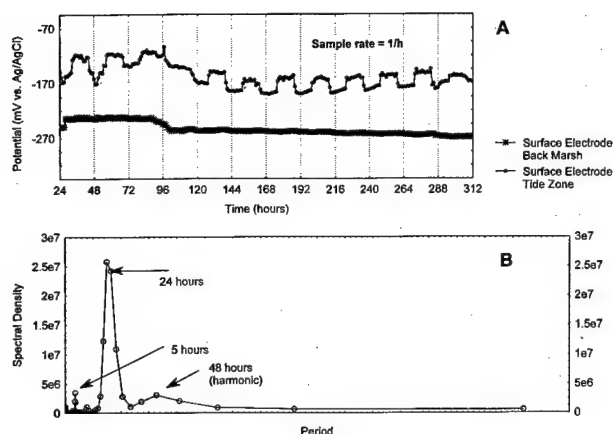 A
Sample rate = 1/h
Potential (mV vs. Ag/AgCl)
-70
-170
-270
24 48 72 96 120 144 168 192 216 240 264 288 312
Time (hours)
Surface Electrode
Back Marsh
Surface Electrode
Tide Zone
B
Spectral Density
3e7 3e7
2.5e7 2.5e7
2e7 2e7
1.5e7 1.5e7
1e7 1e7
5e6 5e6
0 0
24 hours
5 hours
48 hours
(harmonic)
Period